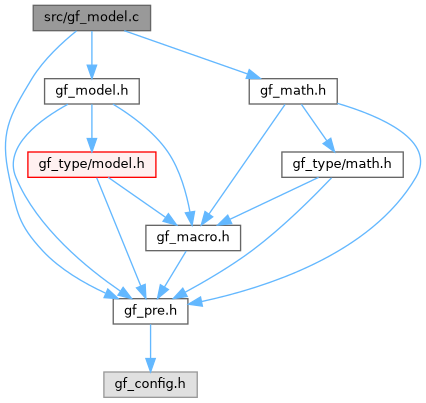 src/gf_model.c
gf_model.h
gf_math.h
gf_type/model.h
gf_type/math.h
gf_macro.h
gf_pre.h
gf_config.h